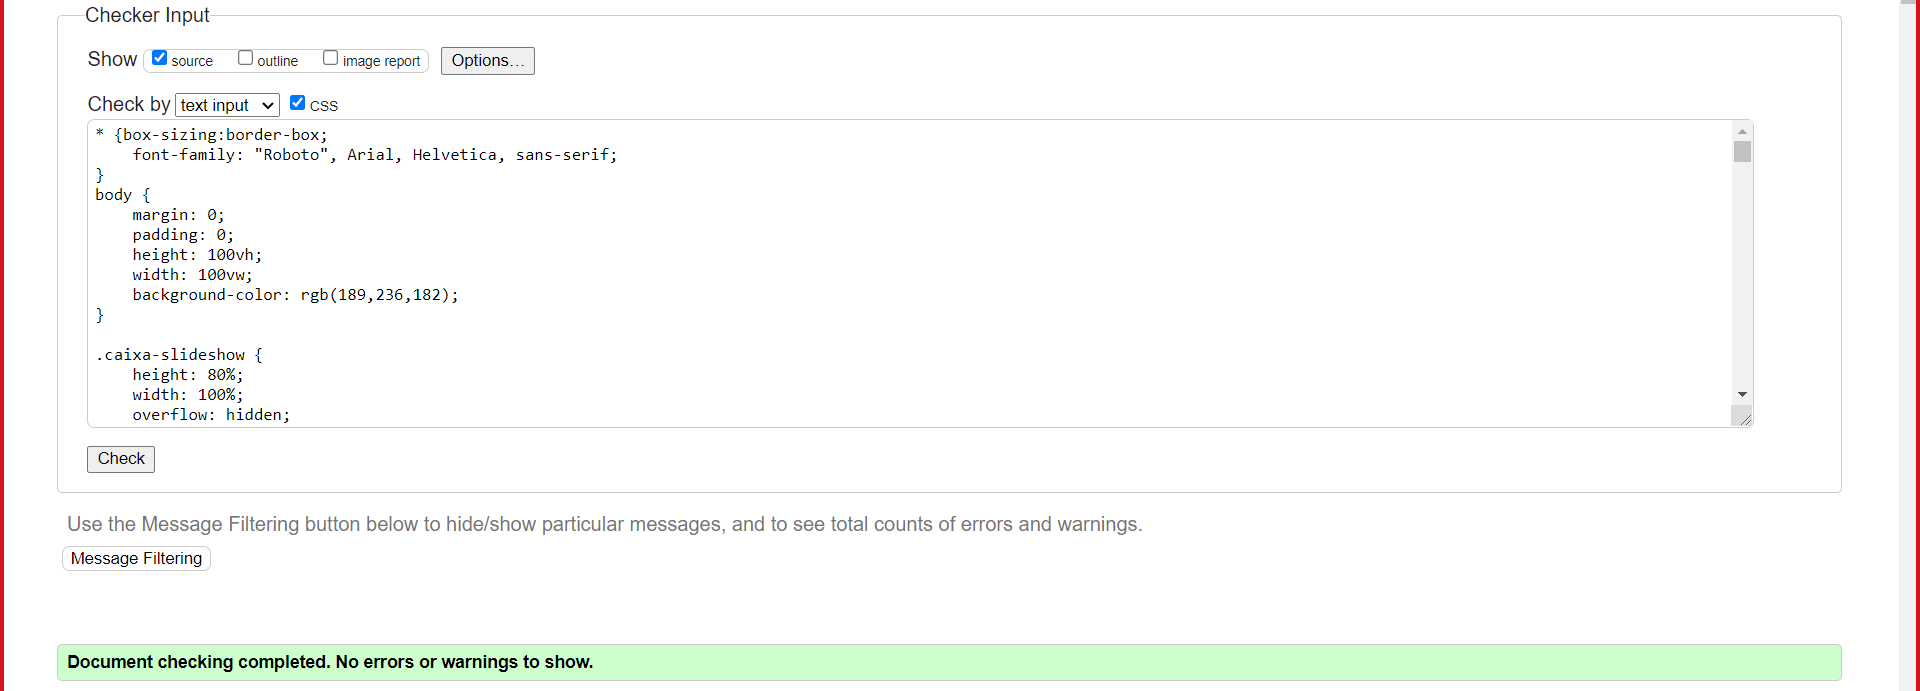 Checker Input
Show source outline image report Options...
Check by text input CSS
* {box-sizing:border-box;
    font-family: "Roboto", Arial, Helvetica, sans-serif;
}
body {
    margin: 0;
    padding: 0;
    height: 100vh;
    width: 100vw;
    background-color: rgb(189,236,182);
}
.caixa-slideshow {
    height: 80%;
    width: 100%;
    overflow: hidden;
Check
Use the Message Filtering button below to hide/show particular messages, and to see total counts of errors and warnings.
Message Filtering
Document checking completed. No errors or warnings to show.